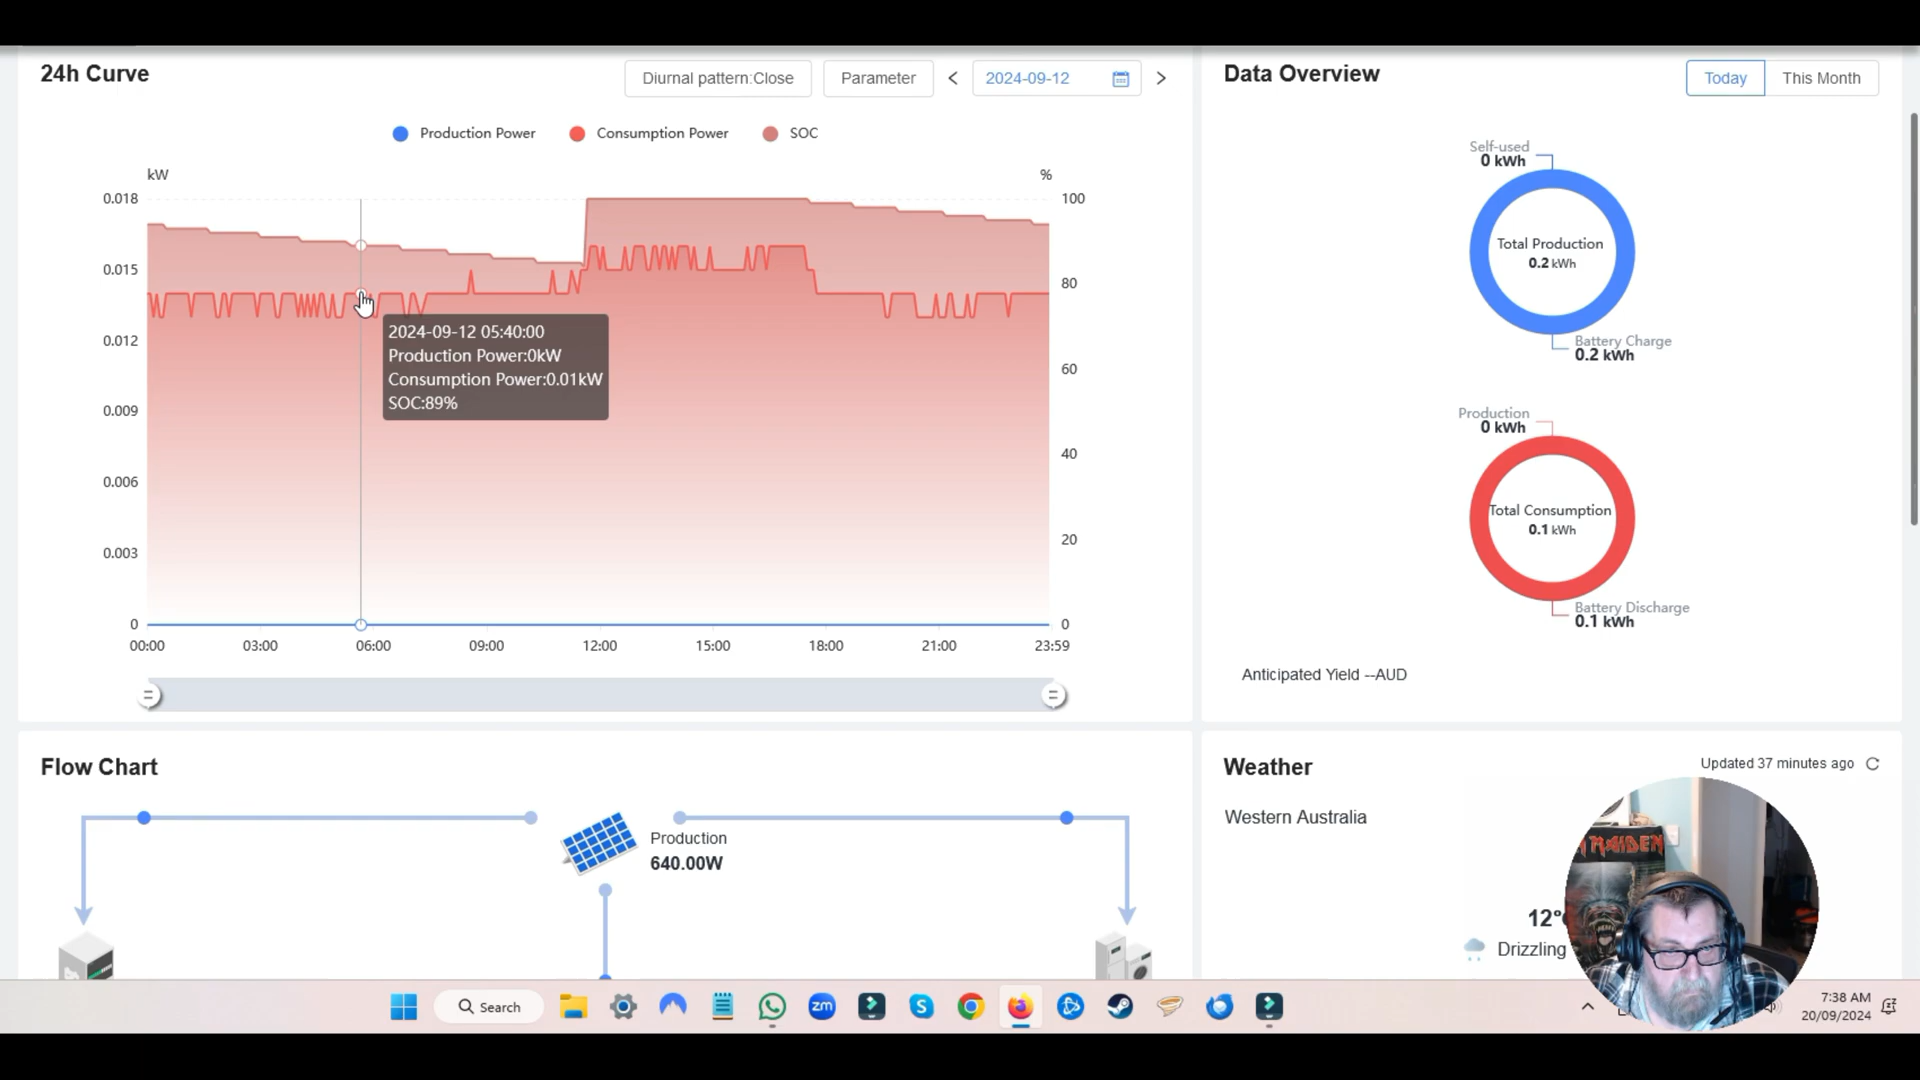 24h Curve
Diurnal pattern:Close
Parameter
2024-09-12
Production Power
Consumption Power
SOC
kW
%
0.018
0.015
0.012
0.009
0.006
0.003
0
100
80
60
40
20
0
2024-09-12 05:40:00
Production Power:0kW
Consumption Power:0.01kW
SOC:89%
00:00
03:00
06:00
09:00
12:00
15:00
18:00
21:00
23:59
Data Overview
Today
This Month
Self-used
0 kWh
Total Production
0.2 kWh
Battery Charge
0.2 kWh
Production
0 kWh
Total Consumption
0.1 kWh
Battery Discharge
0.1 kWh
Anticipated Yield --AUD
Flow Chart
Production
640.00W
Weather
Updated 37 minutes ago
Western Australia
12°
Drizzling
MAIDEN
Search
zm
S
7:38 AM
20/09/2024